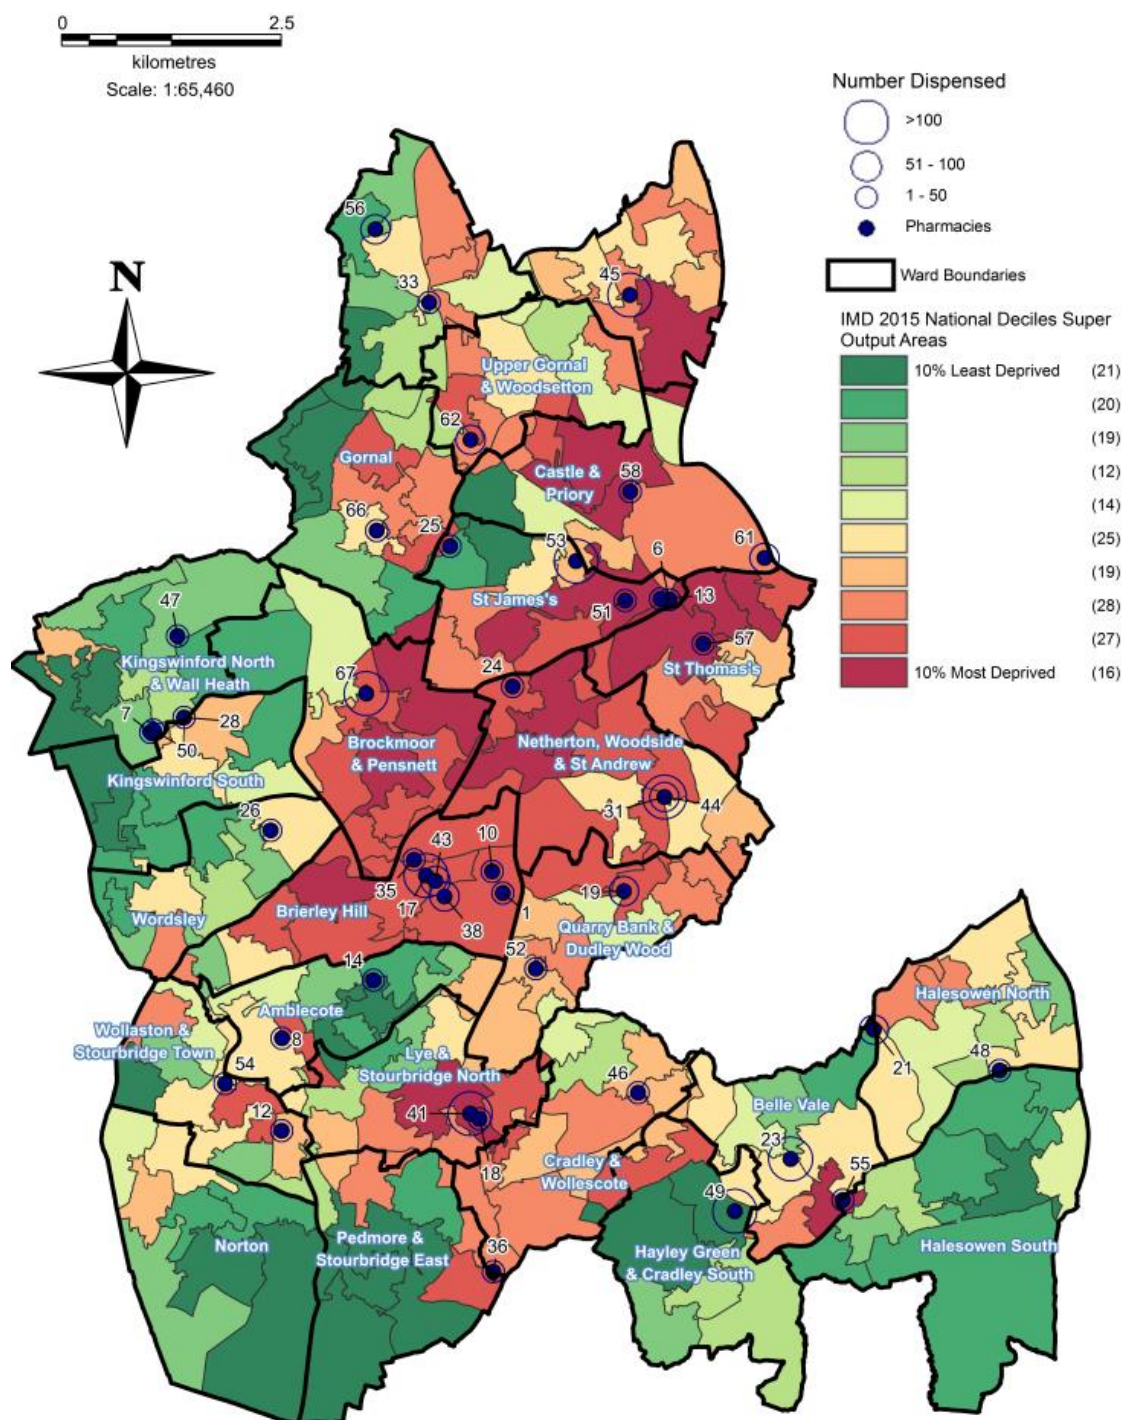 0 2.5
kilometres
Scale: 1:65,460
N
Number Dispensed
>100
51 - 100
1 - 50
Pharmacies
Ward Boundaries
IMD 2015 National Deciles Super
Output Areas
10% Least Deprived (21)
(20)
(19)
(12)
(14)
(25)
(19)
(28)
(27)
10% Most Deprived (16)
56
33
45
Upper Gornal
& Woodsetton
62
Gornal
Castle &
Priory
58
66
25
53
6
61
St James's
51
13
47
Kingswinford North
& Wall Heath
24
57
St Thomas's
67
7
28
50
Brockmoor
& Pensnett
Netherton, Woodside
& St Andrew
Kingswinford South
26
31
44
43
10
35
17
19
1
38
Wordsley
Brierley Hill
Quarry Bank &
Dudley Wood
52
14
Amblecote
Halesowen North
Wollaston &
Stourbridge Town
8
54
Lye &
Stourbridge North
46
21
48
Belle Vale
12
41
18
Cradley &
Wollescote
23
55
49
Norton
Pedmore &
Stourbridge East
36
Hayley Green
& Cradley South
Halesowen South